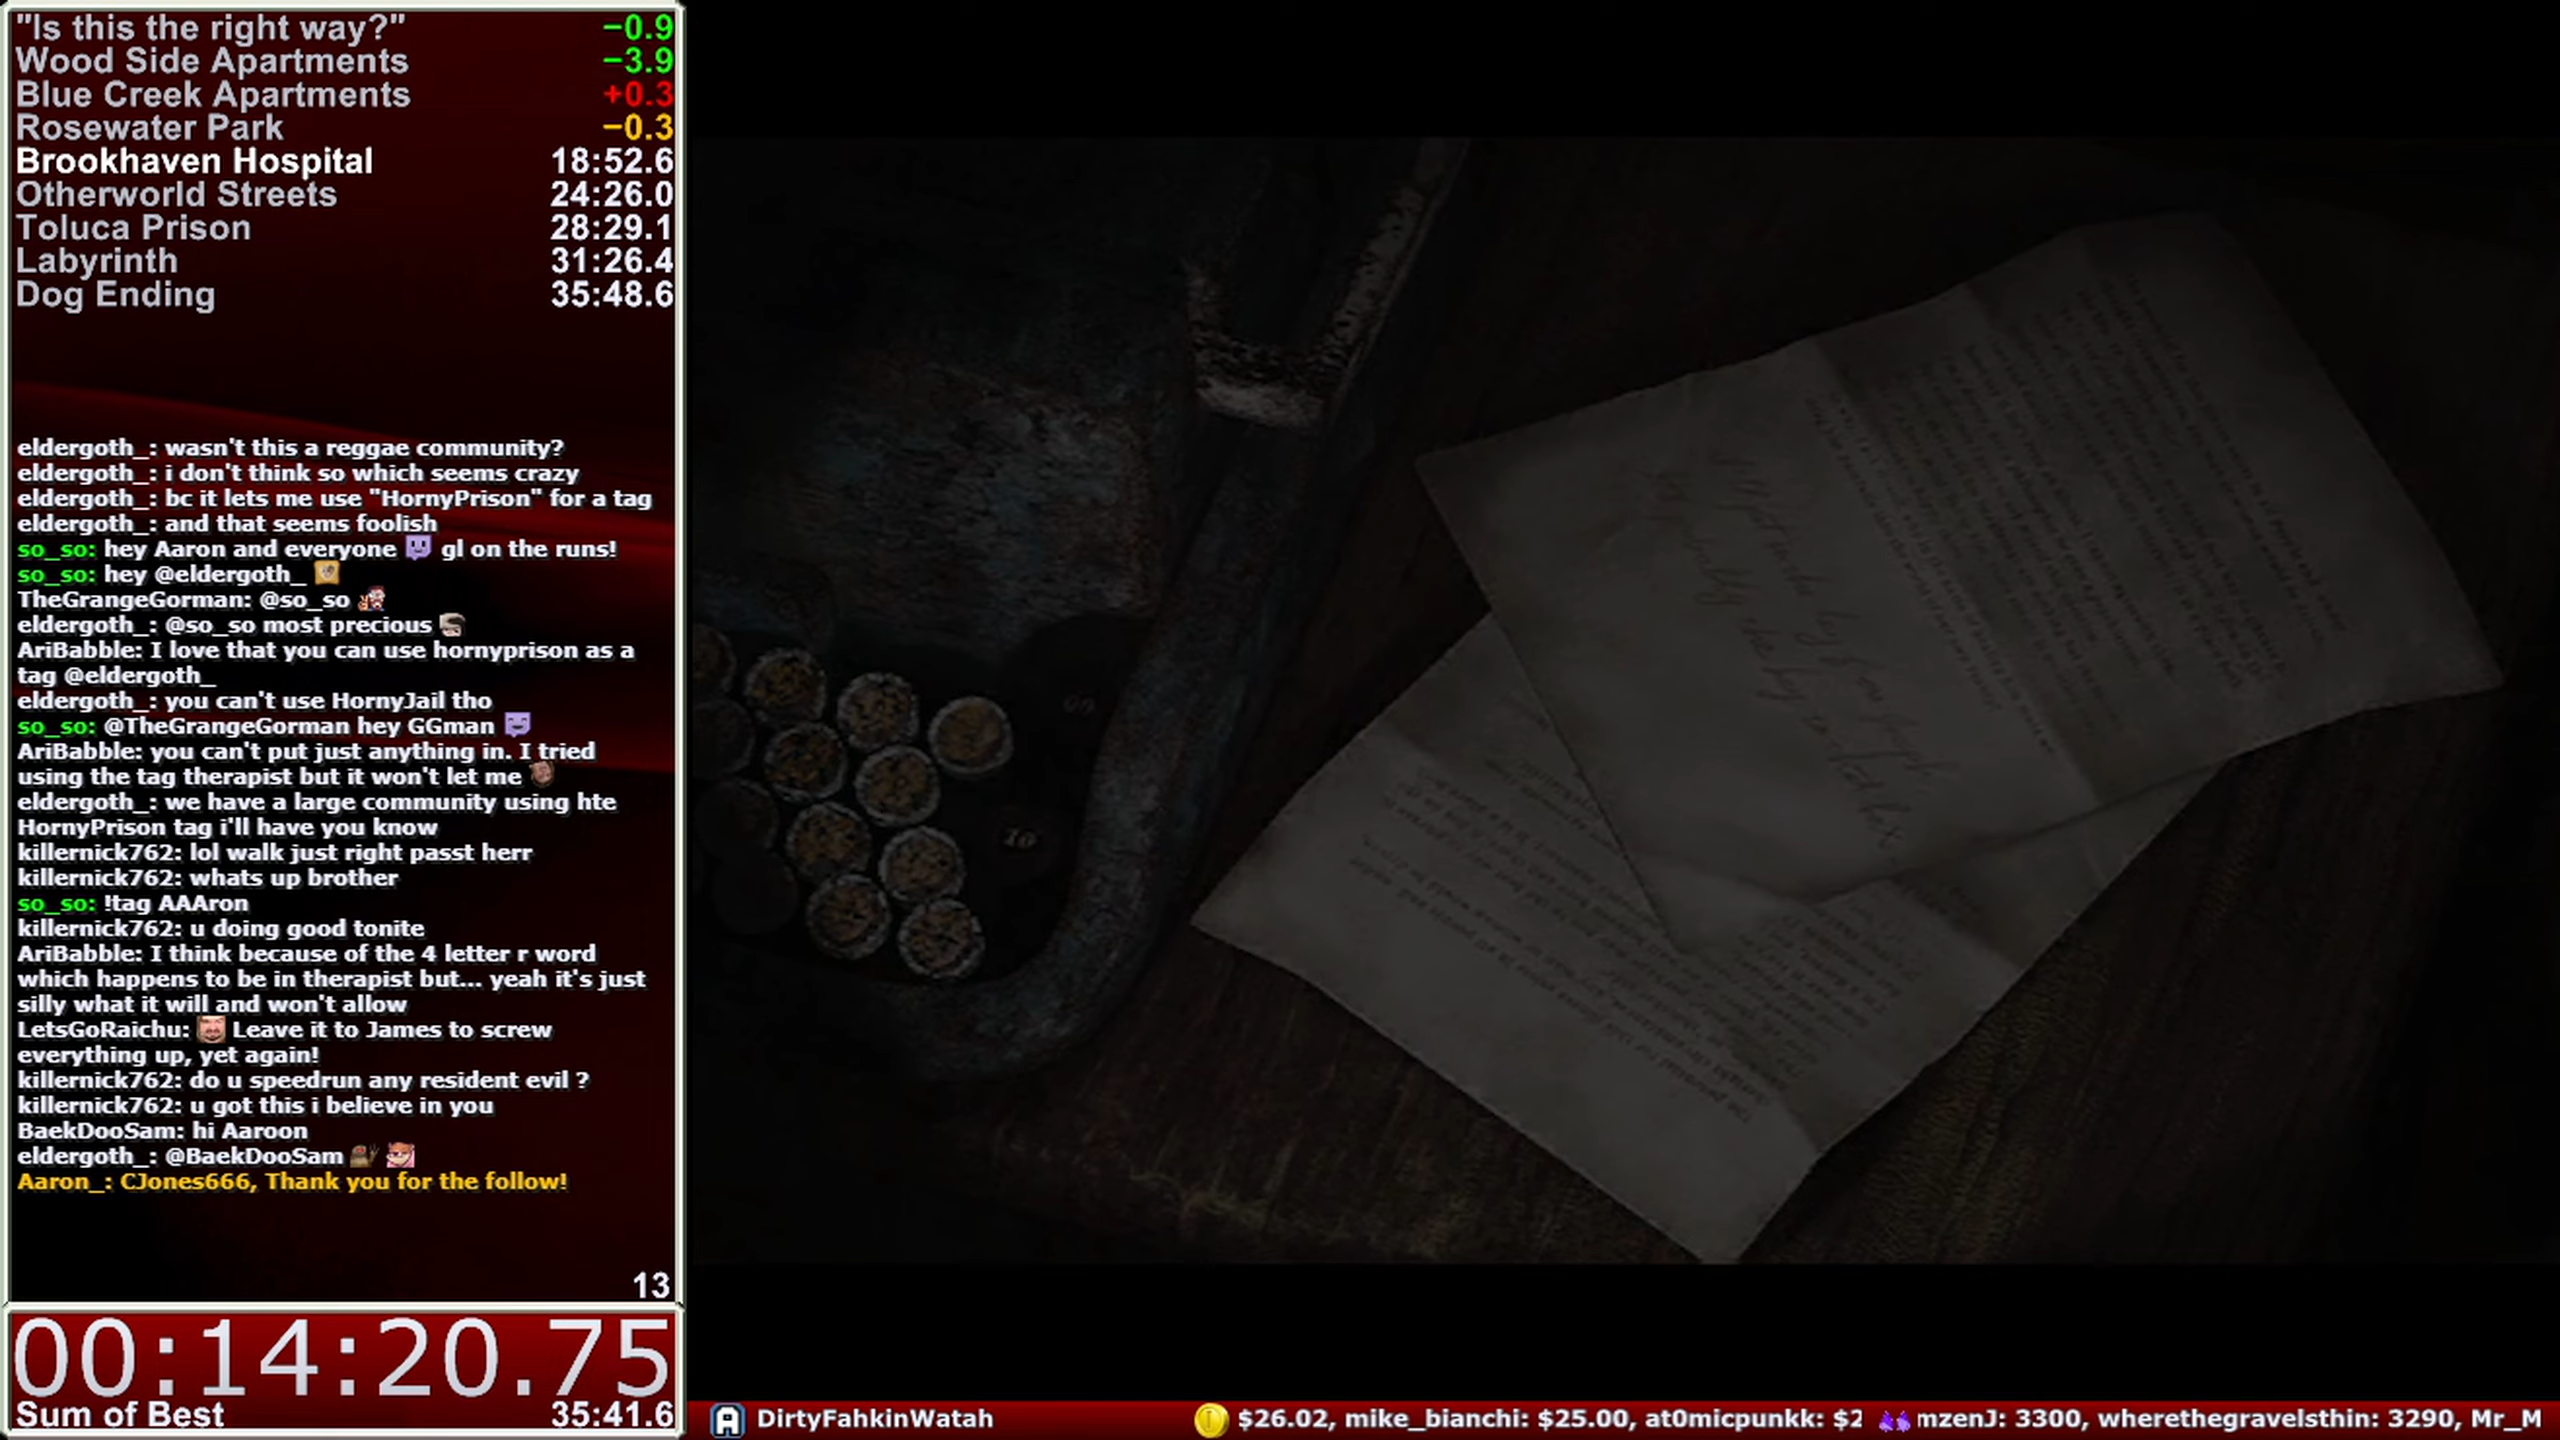 "Is this the right way?" −0.9
Wood Side Apartments −3.9
Blue Creek Apartments +0.3
Rosewater Park −0.3
Brookhaven Hospital 18:52.6
Otherworld Streets 24:26.0
Toluca Prison 28:29.1
Labyrinth 31:26.4
Dog Ending 35:48.6
eldergoth_: wasn't this a reggae community?
eldergoth_: i don't think so which seems crazy
eldergoth_: bc it lets me use "HornyPrison" for a tag
eldergoth_: and that seems foolish
so_so: hey Aaron and everyone gl on the runs!
so_so: hey @eldergoth_
TheGrangeGorman: @so_so
eldergoth_: @so_so most precious
AriBabble: I love that you can use hornyprison as a
tag @eldergoth_
eldergoth_: you can't use HornyJail tho
so_so: @TheGrangeGorman hey GGman
AriBabble: you can't put just anything in. I tried
using the tag therapist but it won't let me
eldergoth_: we have a large community using hte
HornyPrison tag i'll have you know
killernick762: lol walk just right passt herr
killernick762: whats up brother
so_so: !tag AAAron
killernick762: u doing good tonite
AriBabble: I think because of the 4 letter r word
which happens to be in therapist but... yeah it's just
silly what it will and won't allow
LetsGoRaichu: Leave it to James to screw
everything up, yet again!
killernick762: do u speedrun any resident evil ?
killernick762: u got this i believe in you
BaekDooSam: hi Aaroon
eldergoth_: @BaekDooSam
Aaron_: CJones666, Thank you for the follow!
13
00:14:20.75
Sum of Best 35:41.6
DirtyFahkinWatah
$26.02, mike_bianchi: $25.00, at0micpunkk: $2
mzenJ: 3300, wherethegravelsthin: 3290, Mr_M
10